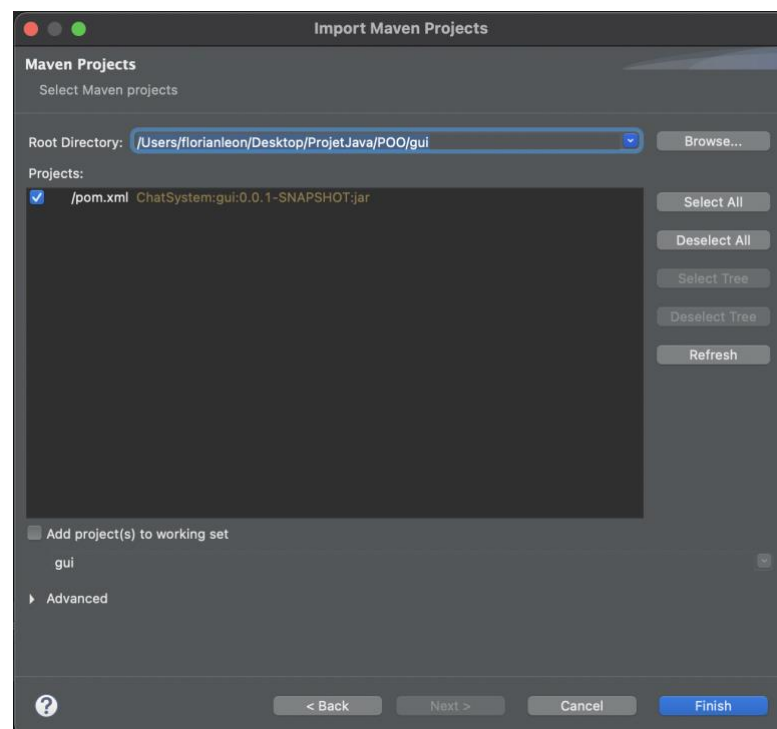 Import Maven Projects
Maven Projects
Select Maven projects
Root Directory: /Users/florianleon/Desktop/ProjetJava/POO/gui Browse...
Projects:
/pom.xml ChatSystem:gui:0.0.1-SNAPSHOT:jar
Select All
Deselect All
Select Tree
Deselect Tree
Refresh
Add project(s) to working set
gui
Advanced
? < Back Next > Cancel Finish